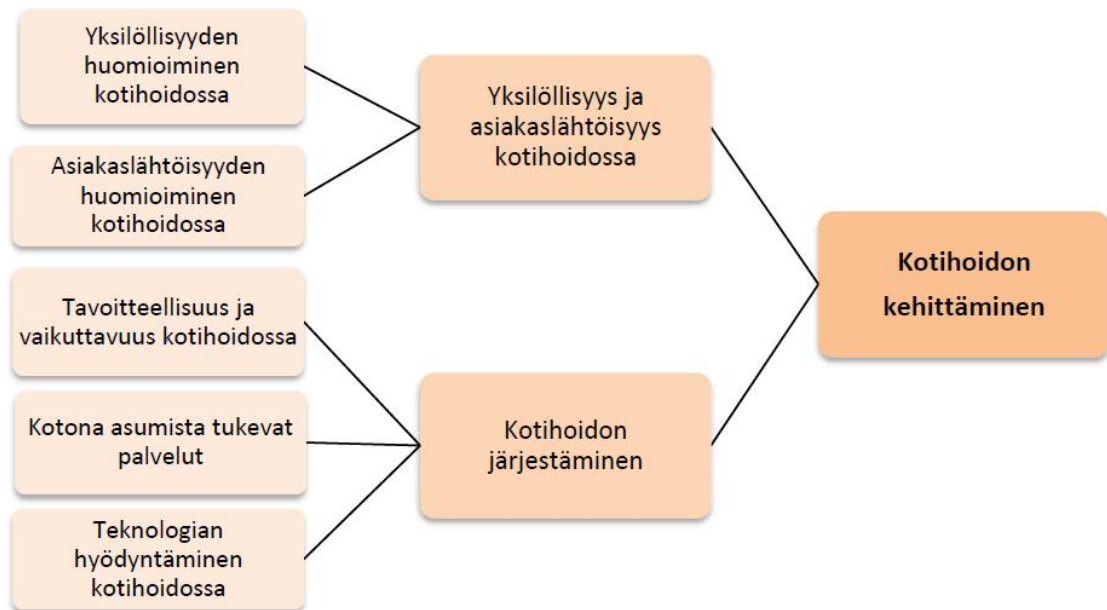 Yksilöllisyyden
huomioiminen
kotihoidossa
Asiakaslähtöisyyden
huomioiminen
kotihoidossa
Tavoitteellisuus ja
vaikuttavuus kotihoidossa
Kotona asumista tukevat
palvelut
Teknologian
hyödyntäminen
kotihoidossa
Yksilöllisyys ja
asiakaslähtöisyys
kotihoidossa
Kotihoidon
järjestäminen
Kotihoidon
kehittäminen